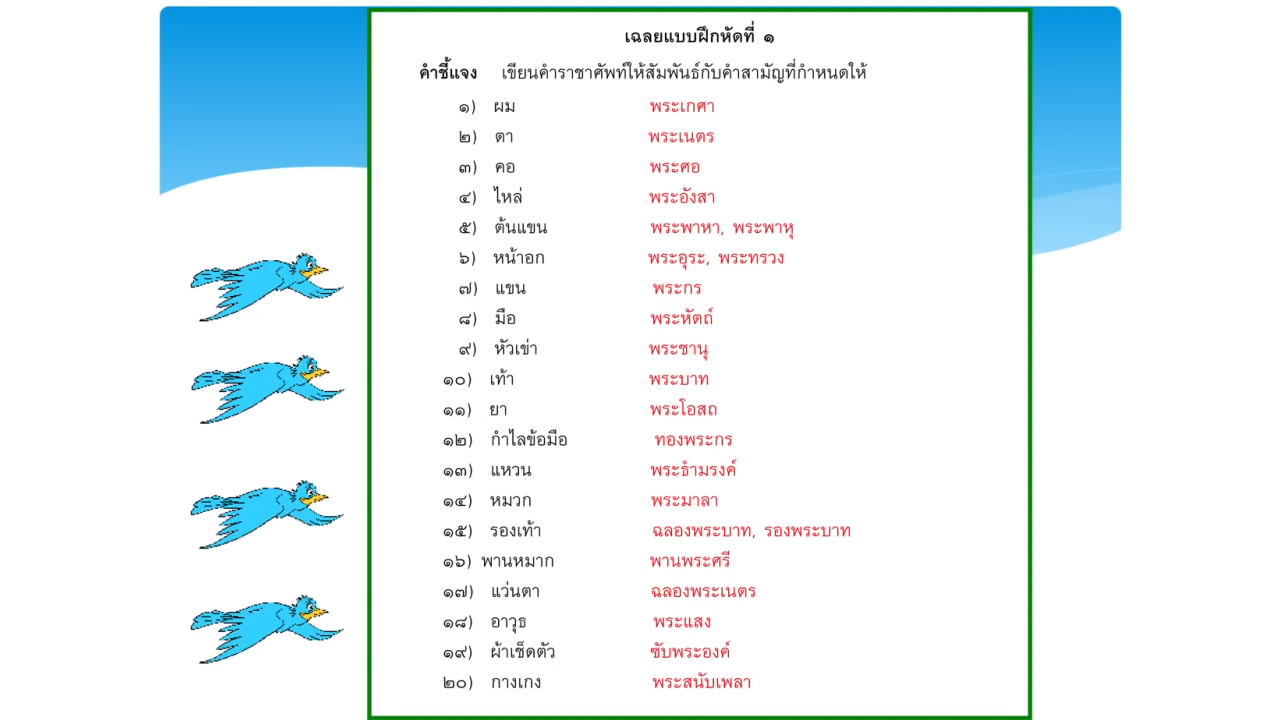 เฉลยแบบฝึกหัดที่ ๑
คำชี้แจง เขียนคำราชาศัพท์ให้สัมพันธ์กับคำสามัญที่กำหนดให้
๑) ผม พระเกศา
๒) ตา พระเนตร
๓) คอ พระศอ
๔) ไหล่ พระอังสา
๕) ต้นแขน พระพาหา, พระพาหุ
๖) หน้าอก พระอุระ, พระทรวง
๗) แขน พระกร
๘) มือ พระหัตถ์
๙) หัวเข่า พระชานุ
๑๐) เท้า พระบาท
๑๑) ยา พระโอสถ
๑๒) กำไลข้อมือ ทองพระกร
๑๓) แหวน พระธำมรงค์
๑๔) หมวก พระมาลา
๑๕) รองเท้า ฉลองพระบาท, รองพระบาท
๑๖) พานหมาก พานพระศรี
๑๗) แว่นตา ฉลองพระเนตร
๑๘) อาวุธ พระแสง
๑๙) ผ้าเช็ดตัว ซับพระองค์
๒๐) กางเกง พระสนับเพลา